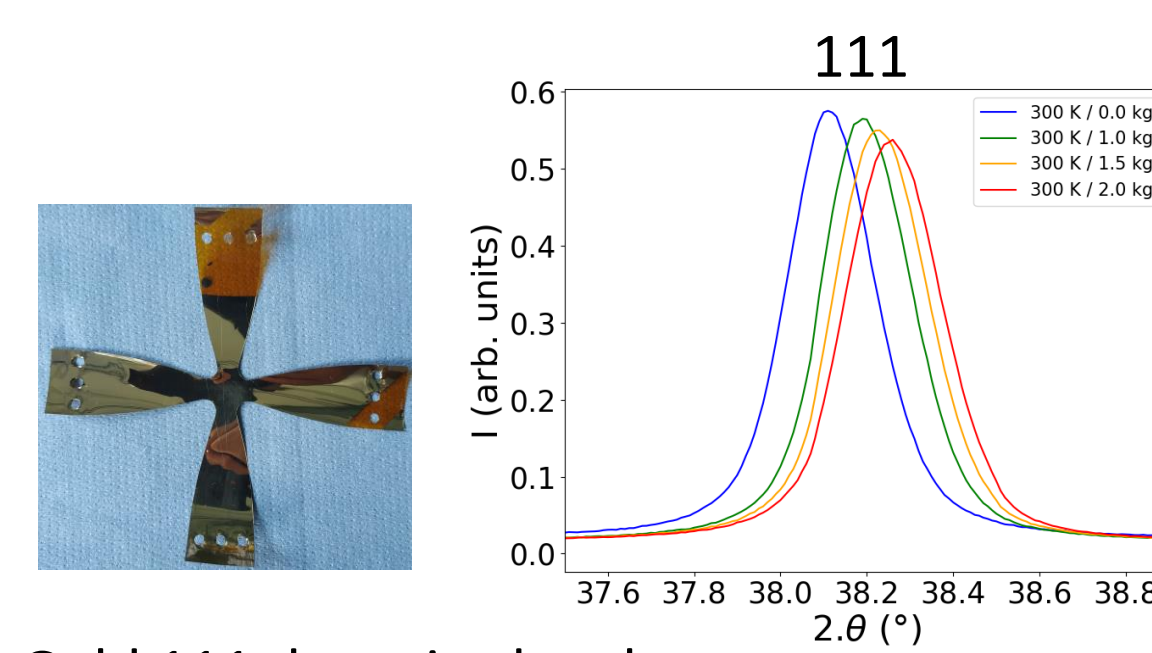 111
0.6
0.5
0.4
0.3
0.2
0.1
0.0
I (arb. units)
300 K / 0.0 kg
300 K / 1.0 kg
300 K / 1.5 kg
300 K / 2.0 kg
37.6 37.8 38.0 38.2 38.4 38.6 38.8
2.θ (°)